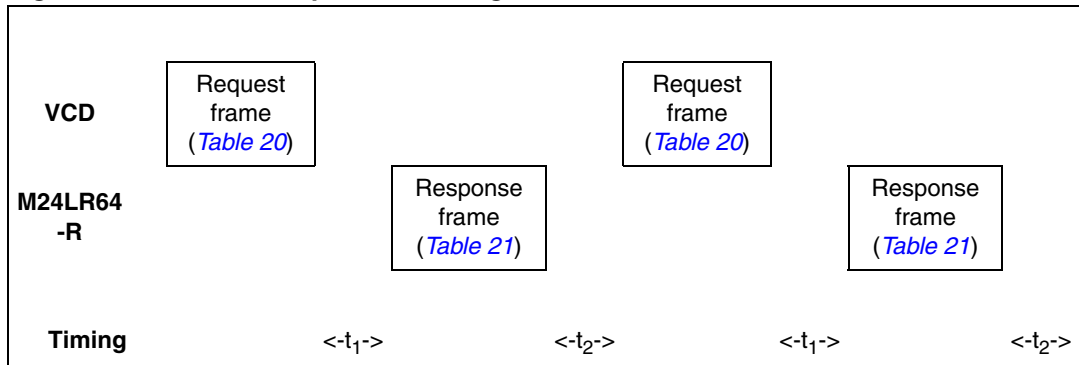 VCD
Request
frame
(Table 20)
Request
frame
(Table 20)
M24LR64
-R
Response
frame
(Table 21)
Response
frame
(Table 21)
Timing <-t1-> <-t2-> <-t1-> <-t2->